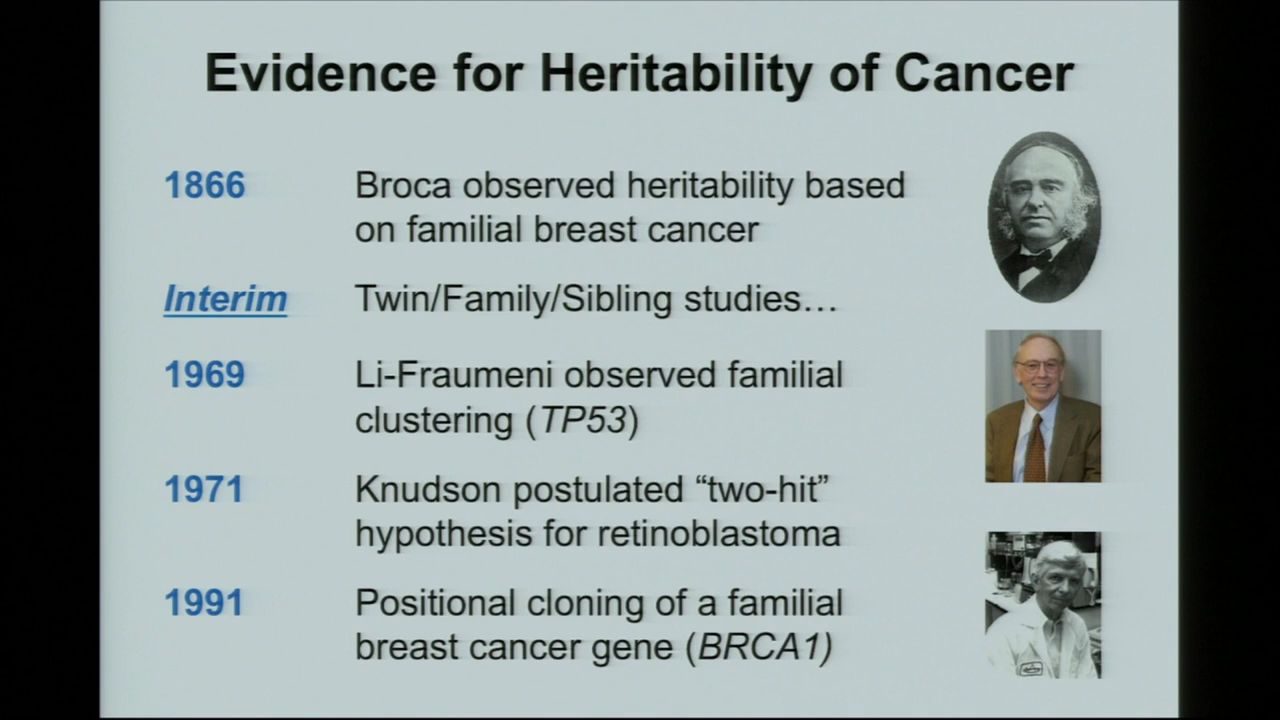 Evidence for Heritability of Cancer
1866
Broca observed heritability based
on familial breast cancer
Interim
Twin/Family/Sibling studies…
1969
Li-Fraumeni observed familial
clustering (TP53)
1971
Knudson postulated “two-hit”
hypothesis for retinoblastoma
1991
Positional cloning of a familial
breast cancer gene (BRCA1)